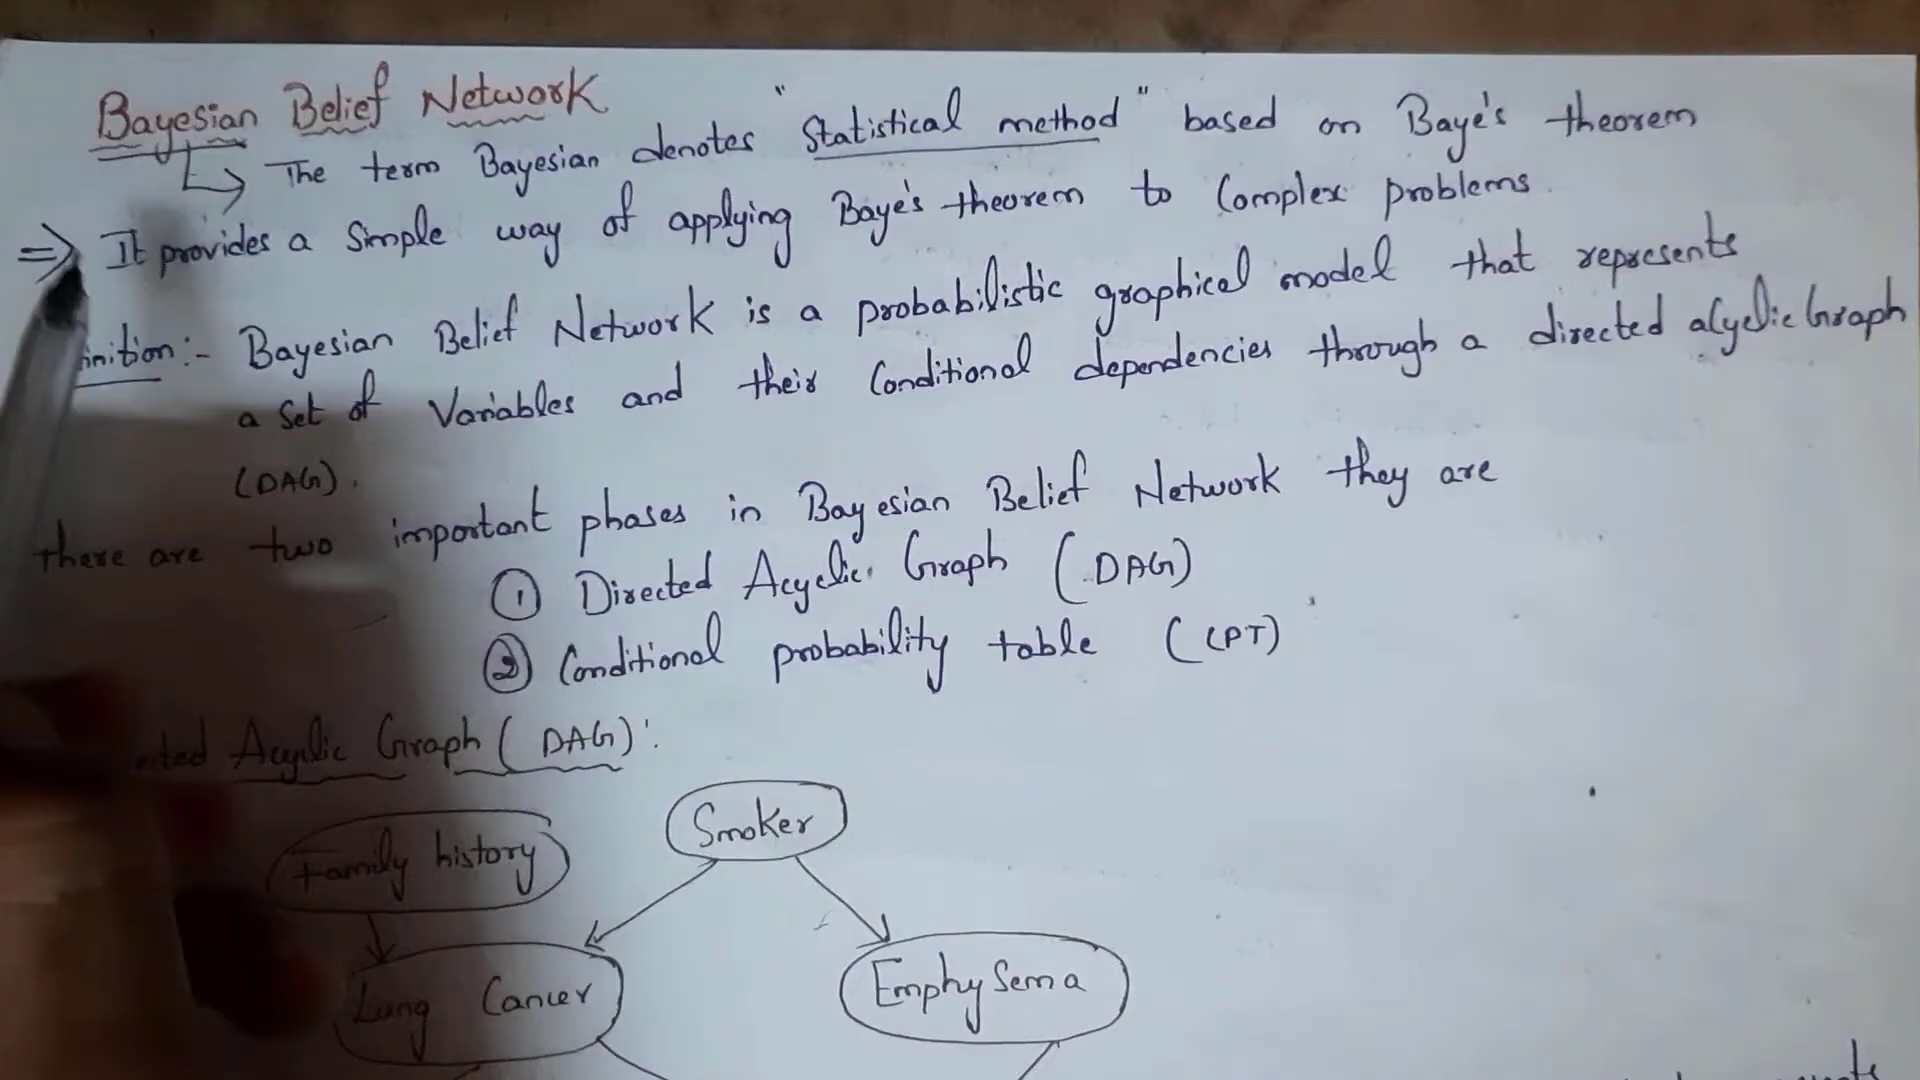 Bayesian Belief Network
The term Bayesian denotes "Statistical method" based on Baye's theorem
=> It provides a Simple way of applying Baye's theorem to Complex problems.
inition:- Bayesian Belief Network is a probabilistic graphical model that represents
a Set of Variables and their Conditional dependencies through a directed acyclic Graph
(DAG).
there are two important phases in Bayesian Belief Network they are
① Directed Acyclic Graph (DAG)
② Conditional probability table (CPT)
cted Acyclic Graph (DAG):
Smoker
Family history
Lung Cancer
Emphysema